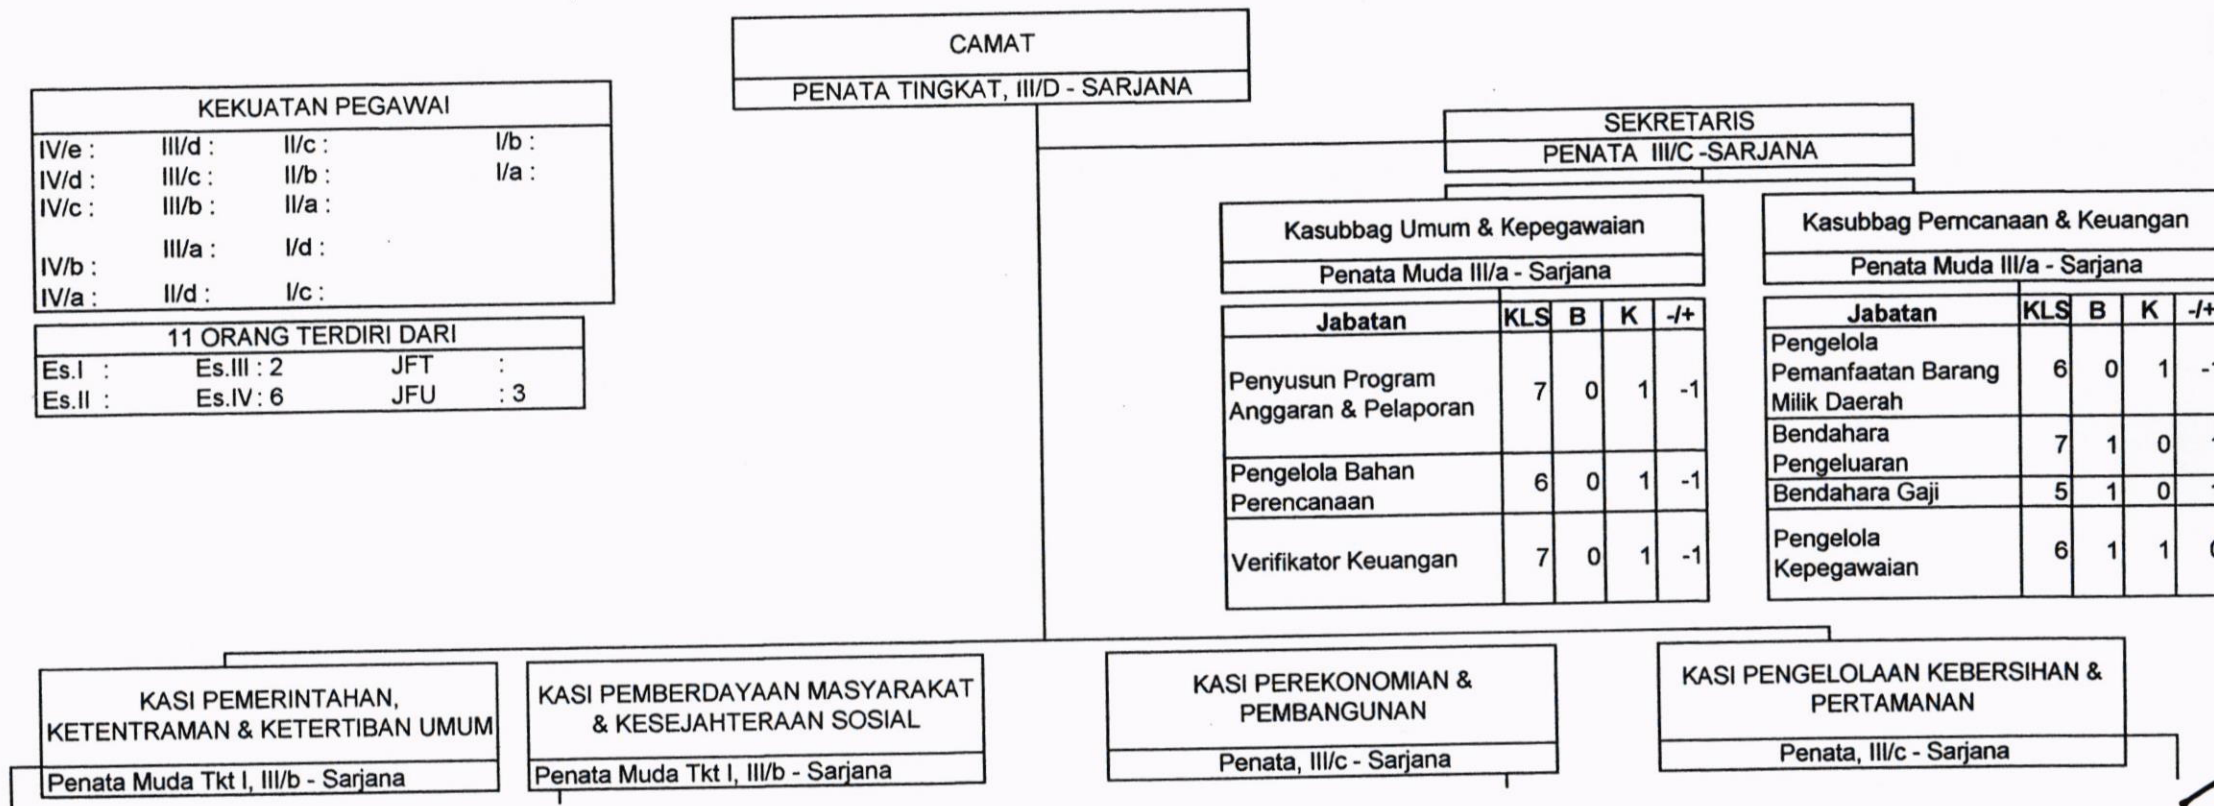 CAMAT
PENATA TINGKAT, III/D - SARJANA
KEKUATAN PEGAWAI
IV/e : III/d : II/c : I/b :
IV/d : III/c : II/b : I/a :
IV/c : III/b : II/a :
III/a : I/d :
IV/b :
IV/a : II/d : I/c :
11 ORANG TERDIRI DARI
Es.I : Es.III : 2 JFT :
Es.II : Es.IV : 6 JFU : 3
SEKRETARIS
PENATA III/C -SARJANA
Kasubbag Umum & Kepegawaian
Penata Muda III/a - Sarjana
Jabatan KLS B K -/+
Penyusun Program
Anggaran & Pelaporan 7 0 1 -1
Pengelola Bahan
Perencanaan 6 0 1 -1
Verifikator Keuangan 7 0 1 -1
Kasubbag Perncanaan & Keuangan
Penata Muda III/a - Sarjana
Jabatan KLS B K -/+
Pengelola
Pemanfaatan Barang 6 0 1
Milik Daerah
Bendahara
Pengeluaran 7 1 0
Bendahara Gaji 5 1 0
Pengelola
Kepegawaian 6 1 1
KASI PEMERINTAHAN,
KETENTRAMAN & KETERTIBAN UMUM
Penata Muda Tkt I, III/b - Sarjana
KASI PEMBERDAYAAN MASYARAKAT
& KESEJAHTERAAN SOSIAL
Penata Muda Tkt I, III/b - Sarjana
KASI PEREKONOMIAN &
PEMBANGUNAN
Penata, III/c - Sarjana
KASI PENGELOLAAN KEBERSIHAN &
PERTAMANAN
Penata, III/c - Sarjana